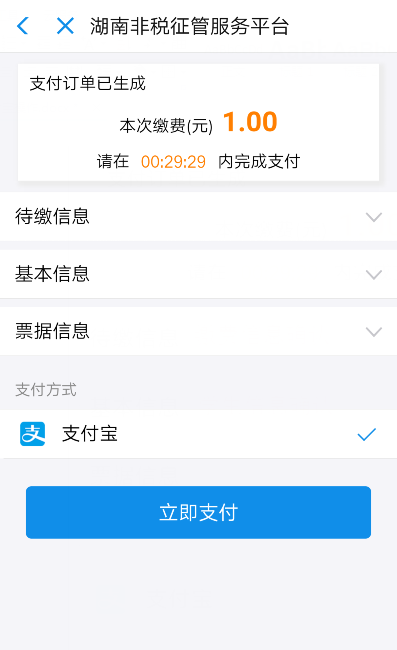 湖南非税征管服务平台
支付订单已生成
本次缴费(元) 1.00
请在 00:29:29 内完成支付
待缴信息
基本信息
票据信息
支付方式
支 支付宝
立即支付